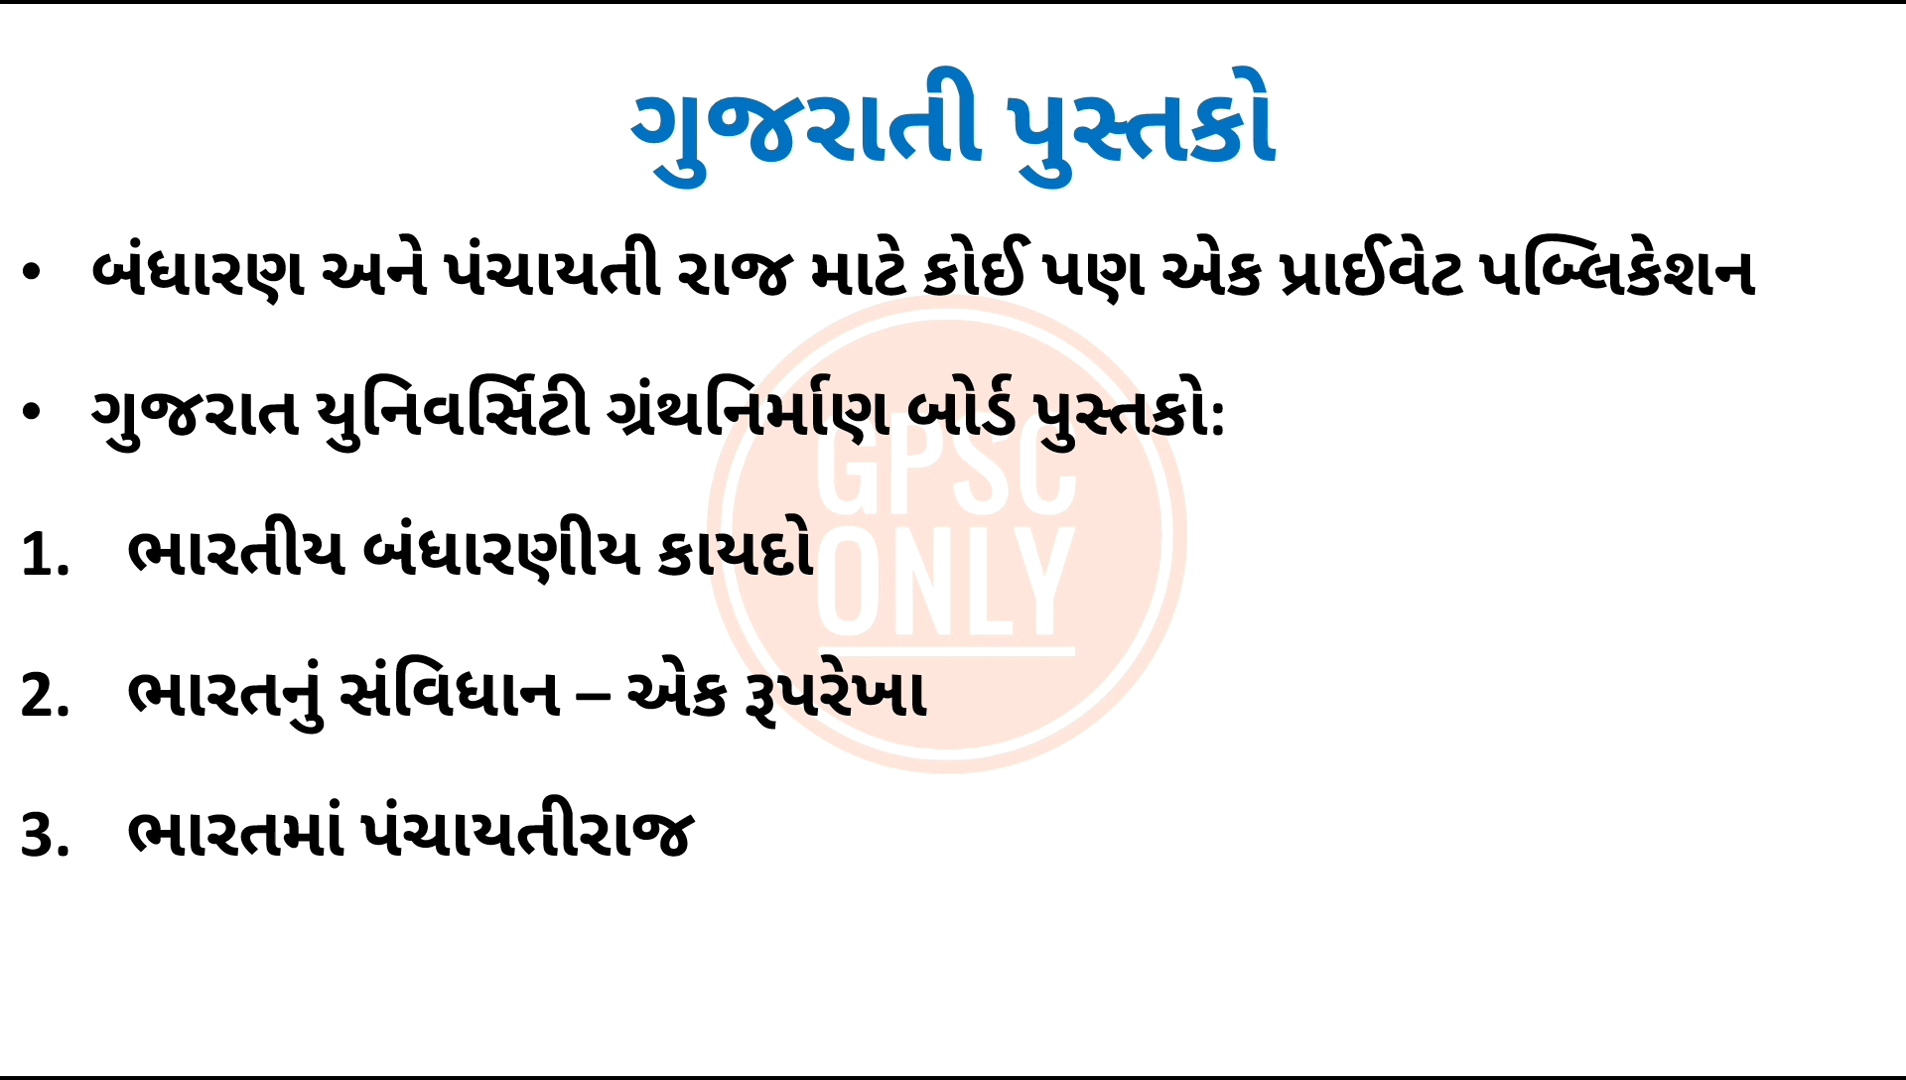 ગુજરાતી પુસ્તકો
• બંધારણ અને પંચાયતી રાજ માટે કોઈ પણ એક પ્રાઈવેટ પબ્લિકેશન
• ગુજરાત યુનિવર્સિટી ગ્રંથનિર્માણ બોર્ડ પુસ્તકો:
1. ભારતીય બંધારણીય કાયદો
2. ભારતનું સંવિધાન – એક રૂપરેખા
3. ભારતમાં પંચાયતીરાજ
GPSC
ONLY